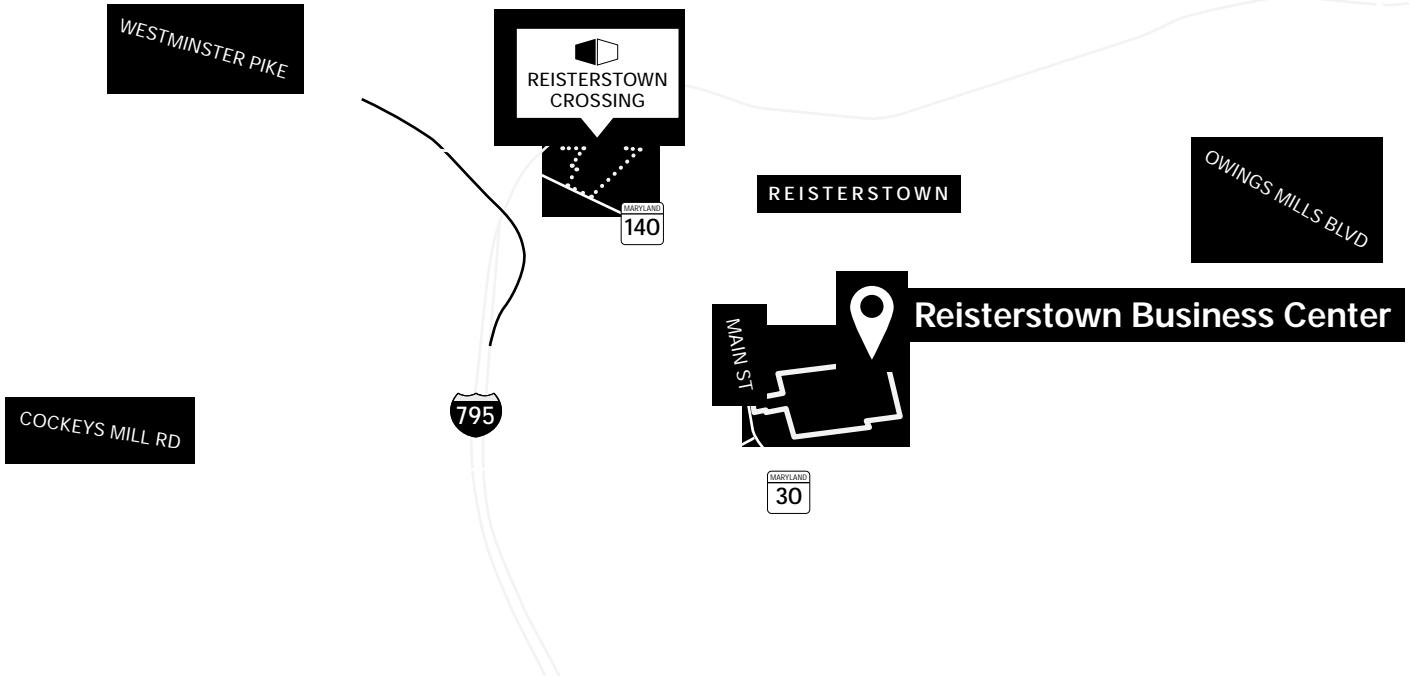 WESTMINSTER PIKE
REISTERSTOWN
CROSSING
OWINGS MILLS BLVD
REISTERSTOWN
MARYLAND
140
Reisterstown Business Center
MAIN ST
795
COCKEYS MILL RD
MARYLAND
30